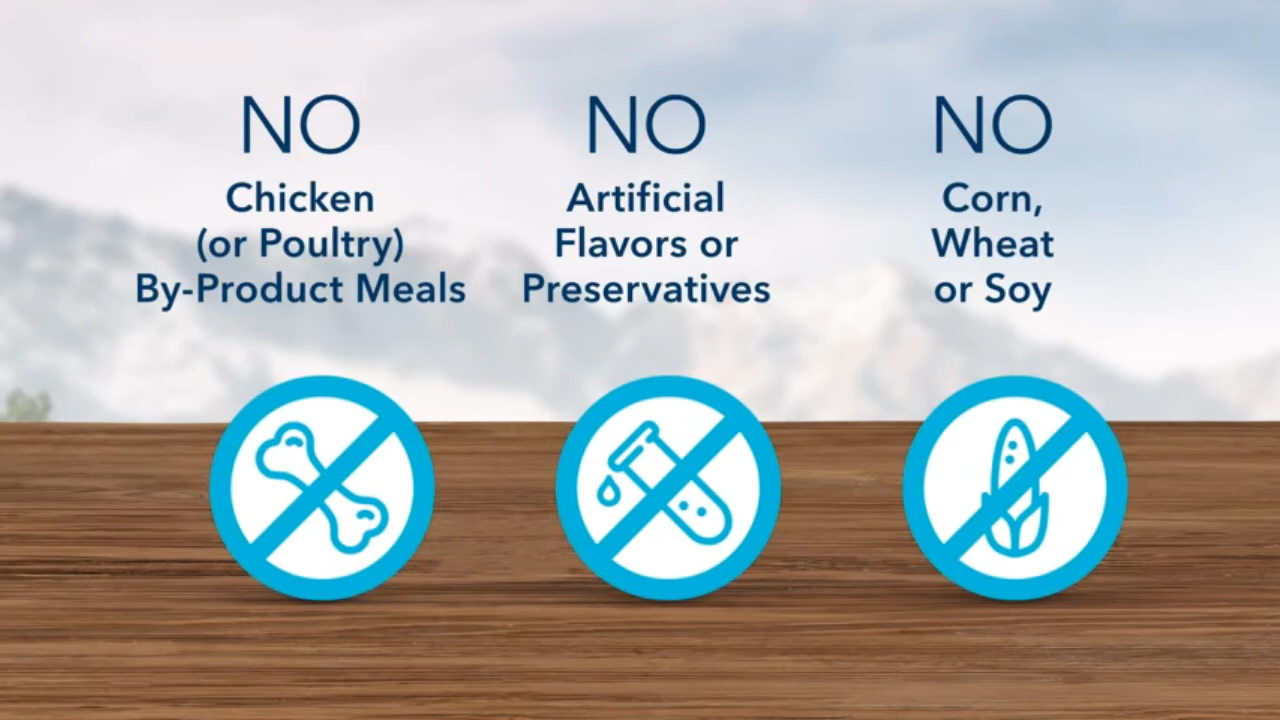 NO
Chicken
(or Poultry)
By-Product Meals
NO
Artificial
Flavors or
Preservatives
NO
Corn,
Wheat
or Soy